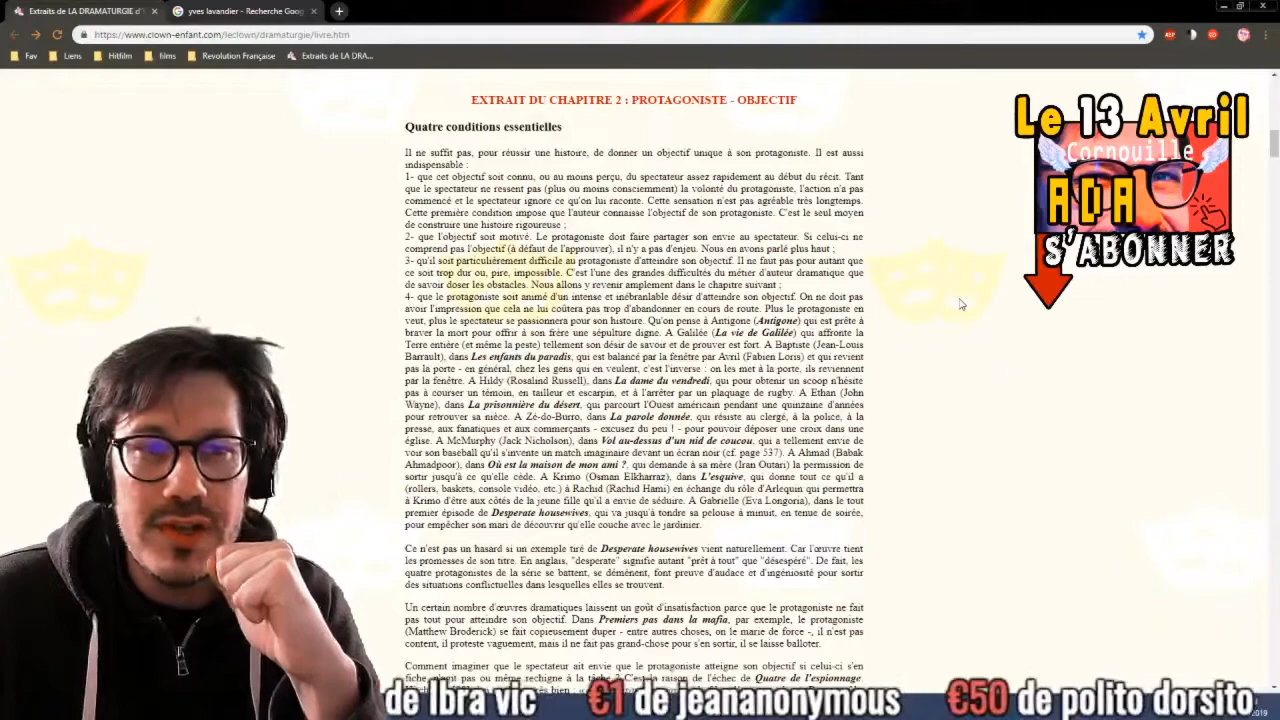 Extraits de LA DRAMATURGIE d'
yves lavandier - Recherche Goog
https://www.clown-enfant.com/leclown/dramaturgie/livre.htm
Fav
Liens
Hitfilm
films
Revolution Française
Extraits de LA DRA...
EXTRAIT DU CHAPITRE 2 : PROTAGONISTE - OBJECTIF
Quatre conditions essentielles
Il ne suffit pas, pour réussir une histoire, de donner un objectif unique à son protagoniste. Il est aussi
indispensable :
1- que cet objectif soit connu, ou au moins perçu, du spectateur assez rapidement au début du récit. Tant
que le spectateur ne ressent pas (plus ou moins consciemment) la volonté du protagoniste, l'action n'a pas
commencé et le spectateur ignore ce qu'on lui raconte. Cette sensation n'est pas agréable très longtemps.
Cette première condition impose que l'auteur connaisse l'objectif de son protagoniste. C'est le seul moyen
de construire une histoire rigoureuse ;
2- que l'objectif soit motivé. Le protagoniste doit faire partager son envie au spectateur. Si celui-ci ne
comprend pas l'objectif (à défaut de l'approuver), il n'y a pas d'enjeu. Nous en avons parlé plus haut ;
3- qu'il soit particulièrement difficile au protagoniste d'atteindre son objectif. Il ne faut pas pour autant que
ce soit trop dur ou, pire, impossible. C'est l'une des grandes difficultés du métier d'auteur dramatique que
de savoir doser les obstacles. Nous allons y revenir amplement dans le chapitre suivant ;
4- que le protagoniste soit animé d'un intense et inébranlable désir d'atteindre son objectif. On ne doit pas
avoir l'impression que cela ne lui coûtera pas trop d'abandonner en cours de route. Plus le protagoniste en
veut, plus le spectateur se passionnera pour son histoire. Qu'on pense à Antigone (Antigone) qui est prête à
braver la mort pour offrir à son frère une sépulture digne. A Galilée (La vie de Galilée) qui affronte la
Terre entière (et même la peste) tellement son désir de savoir et de prouver est fort. A Baptiste (Jean-Louis
Barrault), dans Les enfants du paradis, qui est balancé par la fenêtre par Avril (Fabien Loris) et qui revient
pas la porte - en général, chez les gens qui en veulent, c'est l'inverse : on les met à la porte, ils reviennent
par la fenêtre. A Hildy (Rosalind Russell), dans La dame du vendredi, qui pour obtenir un scoop n'hésite
pas à courser un témoin, en tailleur et escarpin, et à l'arrêter par un plaquage de rugby. A Ethan (John
Wayne), dans La prisonnière du désert, qui parcourt l'Ouest américain pendant une quinzaine d'années
pour retrouver sa nièce. A Zé-do-Burro, dans La parole donnée, qui résiste au clergé, à la police, à la
presse, aux fanatiques et aux commerçants - excusez du peu ! - pour pouvoir déposer une croix dans une
église. A McMurphy (Jack Nicholson), dans Vol au-dessus d'un nid de coucou, qui a tellement envie de
voir son baseball qu'il s'invente un match imaginaire devant un écran noir (cf. page 537). A Ahmad (Babak
Ahmadpoor), dans Où est la maison de mon ami ?, qui demande à sa mère (Iran Outari) la permission de
sortir jusqu'à ce qu'elle cède. A Krimo (Osman Elkharraz), dans L'esquive, qui donne tout ce qu'il a
(rollers, baskets, console vidéo, etc.) à Rachid (Rachid Hami) en échange du rôle d'Arlequin qui permettra
à Krimo d'être aux côtés de la jeune fille qu'il a envie de séduire. A Gabrielle (Eva Longoria), dans le tout
premier épisode de Desperate housewives, qui va jusqu'à tondre sa pelouse à minuit, en tenue de soirée,
pour empêcher son mari de découvrir qu'elle couche avec le jardinier.
Ce n'est pas un hasard si un exemple tiré de Desperate housewives vient naturellement. Car l'œuvre tient
les promesses de son titre. En anglais, "desperate" signifie autant "prêt à tout" que "désespéré". De fait, les
quatre protagonistes de la série se battent, se démènent, font preuve d'audace et d'ingéniosité pour sortir
des situations conflictuelles dans lesquelles elles se trouvent.
Un certain nombre d'œuvres dramatiques laissent un goût d'insatisfaction parce que le protagoniste ne fait
pas tout pour atteindre son objectif. Dans Premiers pas dans la mafia, par exemple, le protagoniste
(Matthew Broderick) se fait copieusement duper - entre autres choses, on le marie de force -, il n'est pas
content, il proteste vaguement, mais il ne fait pas grand-chose pour s'en sortir, il se laisse balloter.
Comment imaginer que le spectateur ait envie que le protagoniste atteigne son objectif si celui-ci s'en
fiche n'ayit pas ou même rechigne à la tâche ? C'est la raison de l'échec de Quatre de l'espionnage
Le 13 Avril
Cornouille
ADA
S'ABONNER
de Ibra vic €1 de jeananonymous €50 de polito dorsito
2019